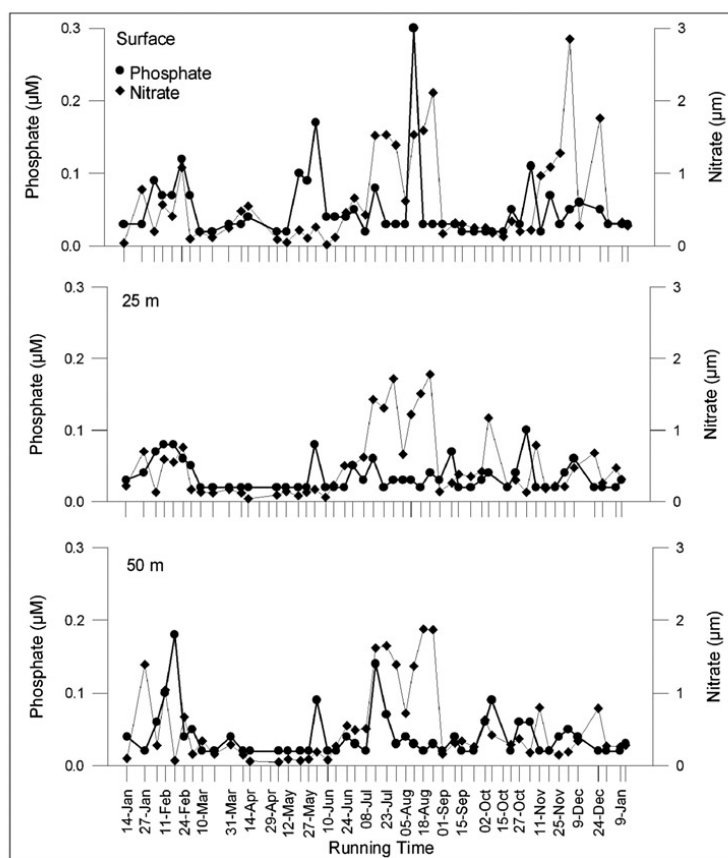 Surface
Phosphate
Nitrate
Phosphate (µM)
0.3
0.2
0.1
0.0
3
2
1
0
Nitrate (µm)
25 m
Phosphate (µM)
0.3
0.2
0.1
0
3
2
1
0
Nitrate (µm)
50 m
Phosphate (µM)
0.3
0.2
0.1
0.0
3
2
1
0
Nitrate (µm)
14-Jan
27-Jan
11-Feb
24-Feb
10-Mar
31-Mar
14-Apr
29-Apr
12-May
27-May
10-Jun
24-Jun
08-Jul
23-Jul
05-Aug
18-Aug
01-Sep
15-Sep
02-Oct
15-Oct
27-Oct
11-Nov
25-Nov
9-Dec
24-Dec
9-Jan
Running Time